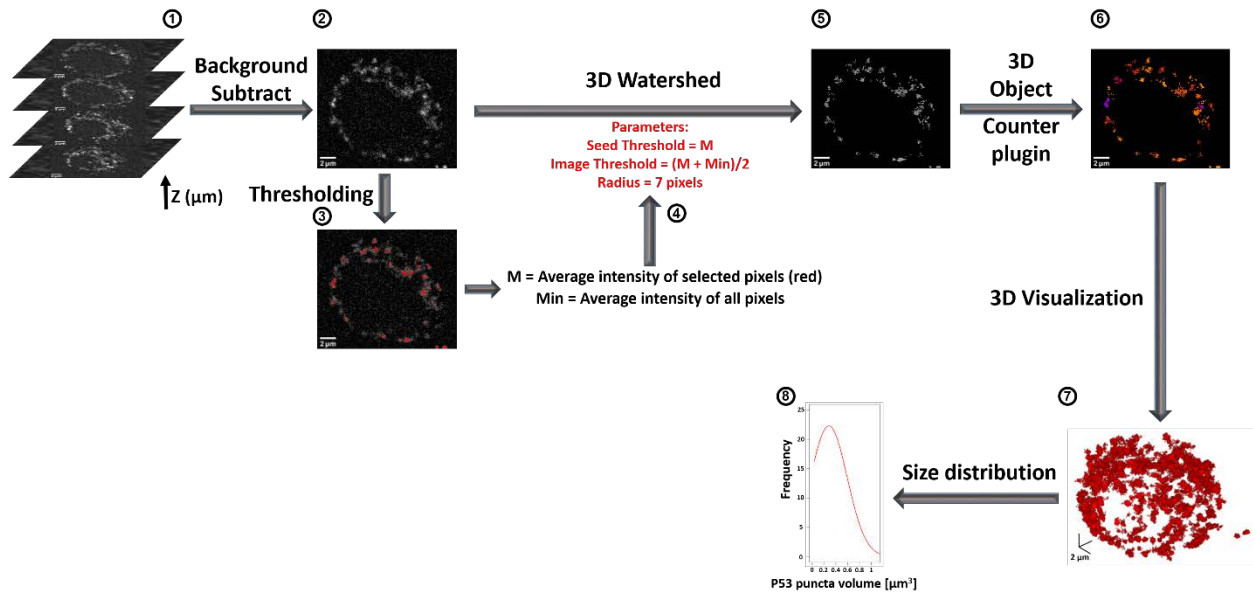 1
Background
Subtract
2
2 µm
3D Watershed
Parameters:
Seed Threshold = M
Image Threshold = (M + Min)/2
Radius = 7 pixels
5
2 µm
3D
Object
Counter
plugin
6
2 µm
Z (µm)
Thresholding
3
2 µm
4
M = Average intensity of selected pixels (red)
Min = Average intensity of all pixels
3D Visualization
7
2 µm
Size distribution
8
Frequency
25
20
15
10
5
0
0 0.2 0.4 0.6 0.8 1
P53 puncta volume [µm³]